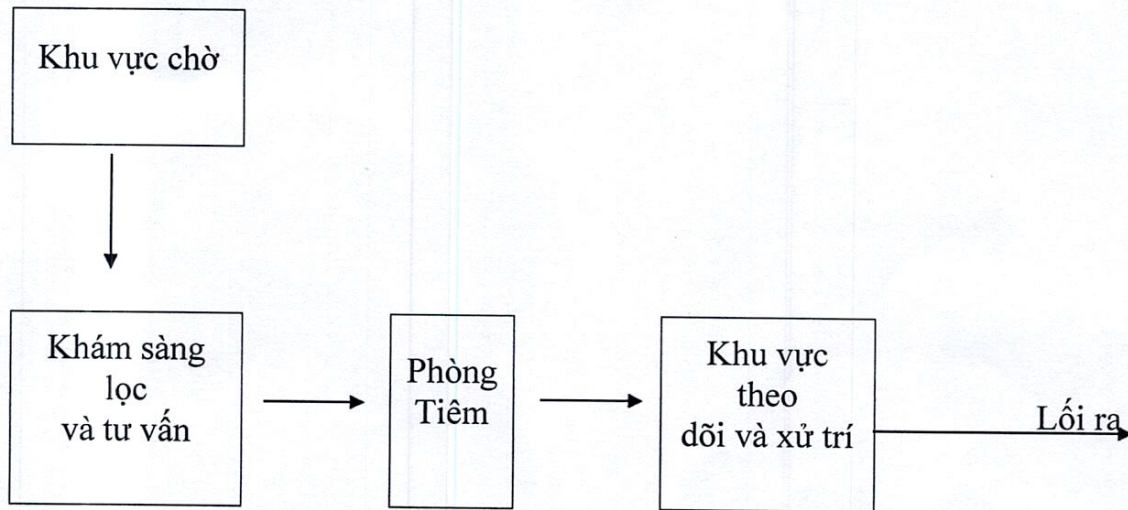 Khu vực chờ
Khám sàng
lọc
và tư vấn
Phòng
Tiêm
Khu vực
theo
dõi và xử trí
Lối ra